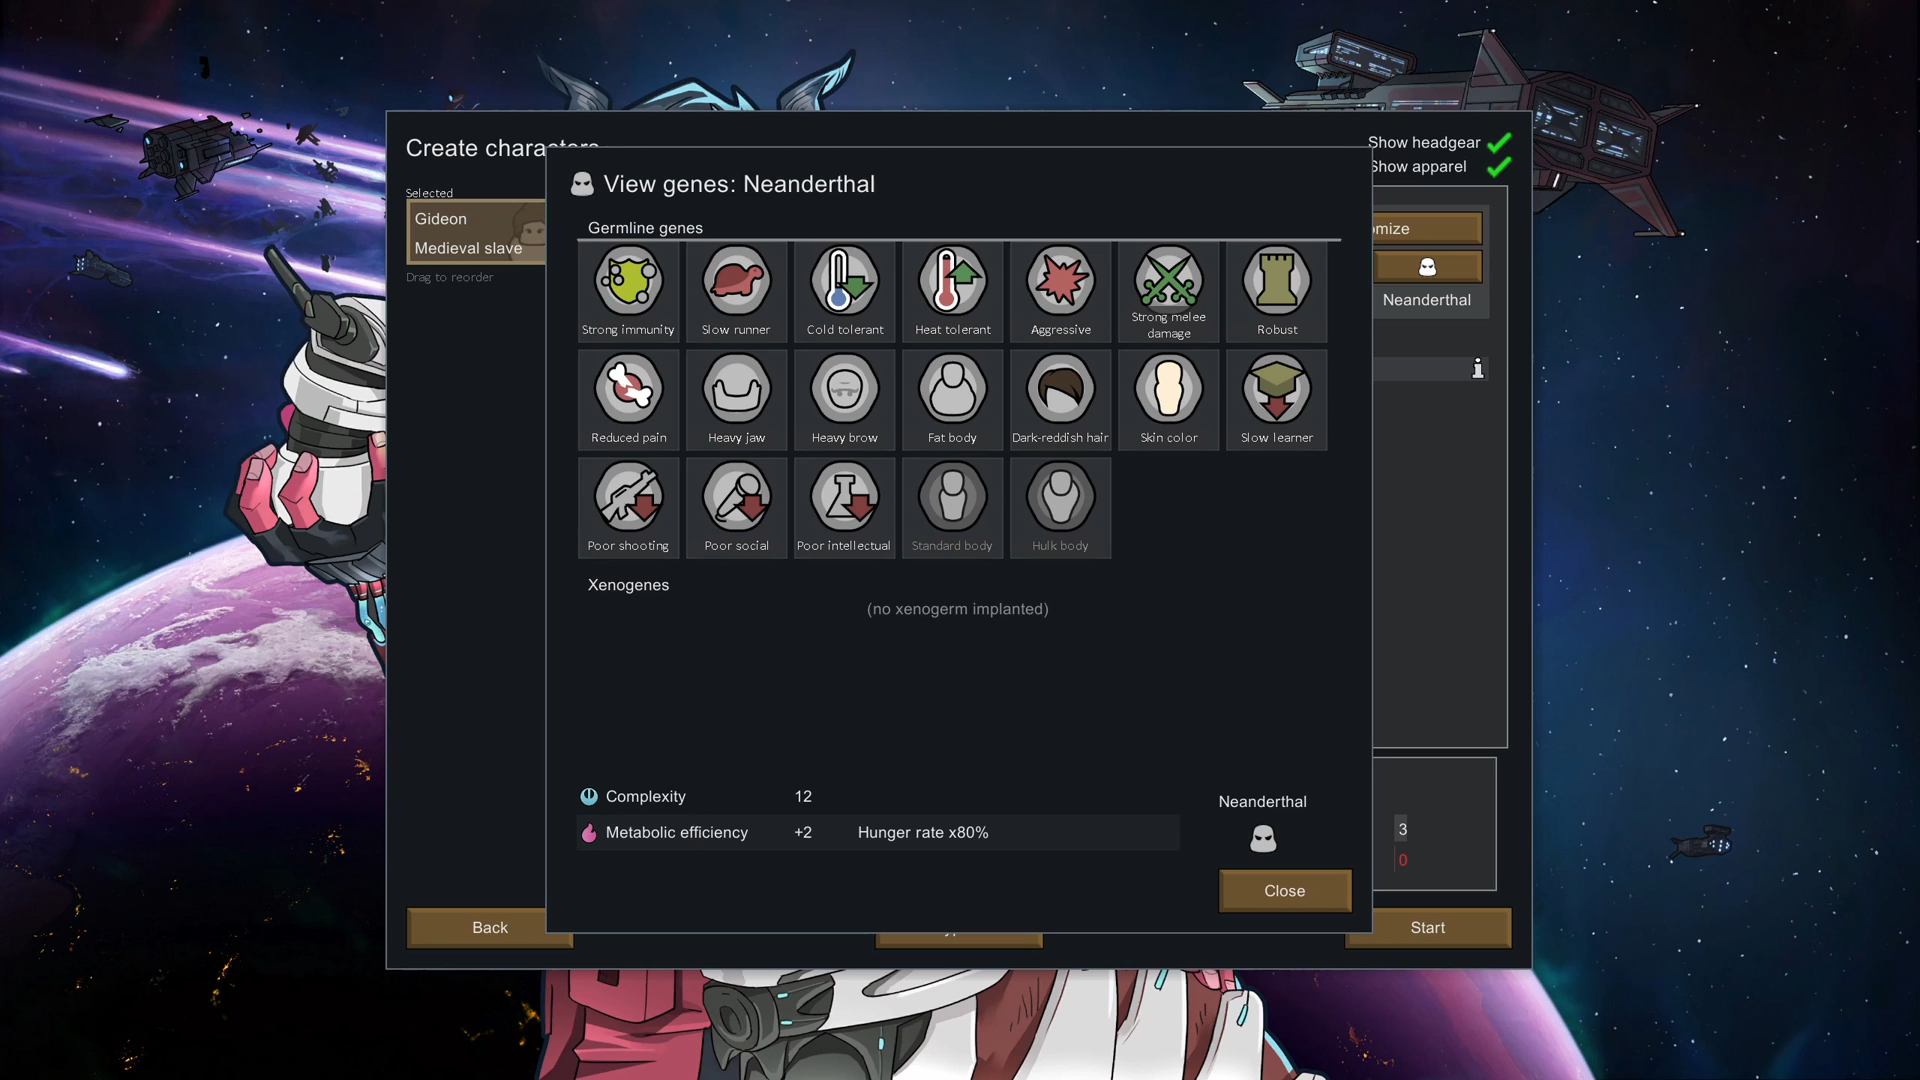 Create characters
Show headgear
Show apparel
Selected
Gideon
Medieval slave
Drag to reorder
Neanderthal
View genes: Neanderthal
Germline genes
Strong immunity
Slow runner
Cold tolerant
Heat tolerant
Aggressive
Strong melee
damage
Robust
Reduced pain
Heavy jaw
Heavy brow
Fat body
Dark-reddish hair
Skin color
Slow learner
Poor shooting
Poor social
Poor intellectual
Standard body
Hulk body
Xenogenes
(no xenogerm implanted)
Complexity 12
Metabolic efficiency +2 Hunger rate x80%
Neanderthal
Close
3
0
Back
Start